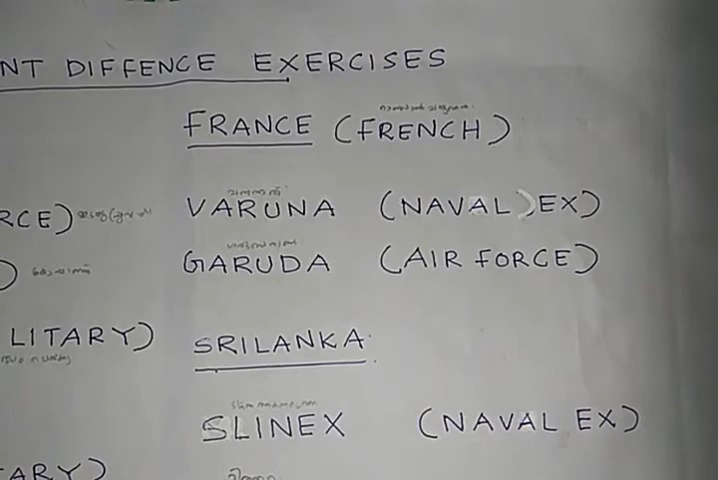 NT DIFFENCE EXERCISES
FRANCE (FRENCH)
RCE) VARUNA (NAVAL) EX)
) GARUDA (AIR FORCE)
LITARY) SRILANKA
SLINEX (NAVAL EX)
ARY)